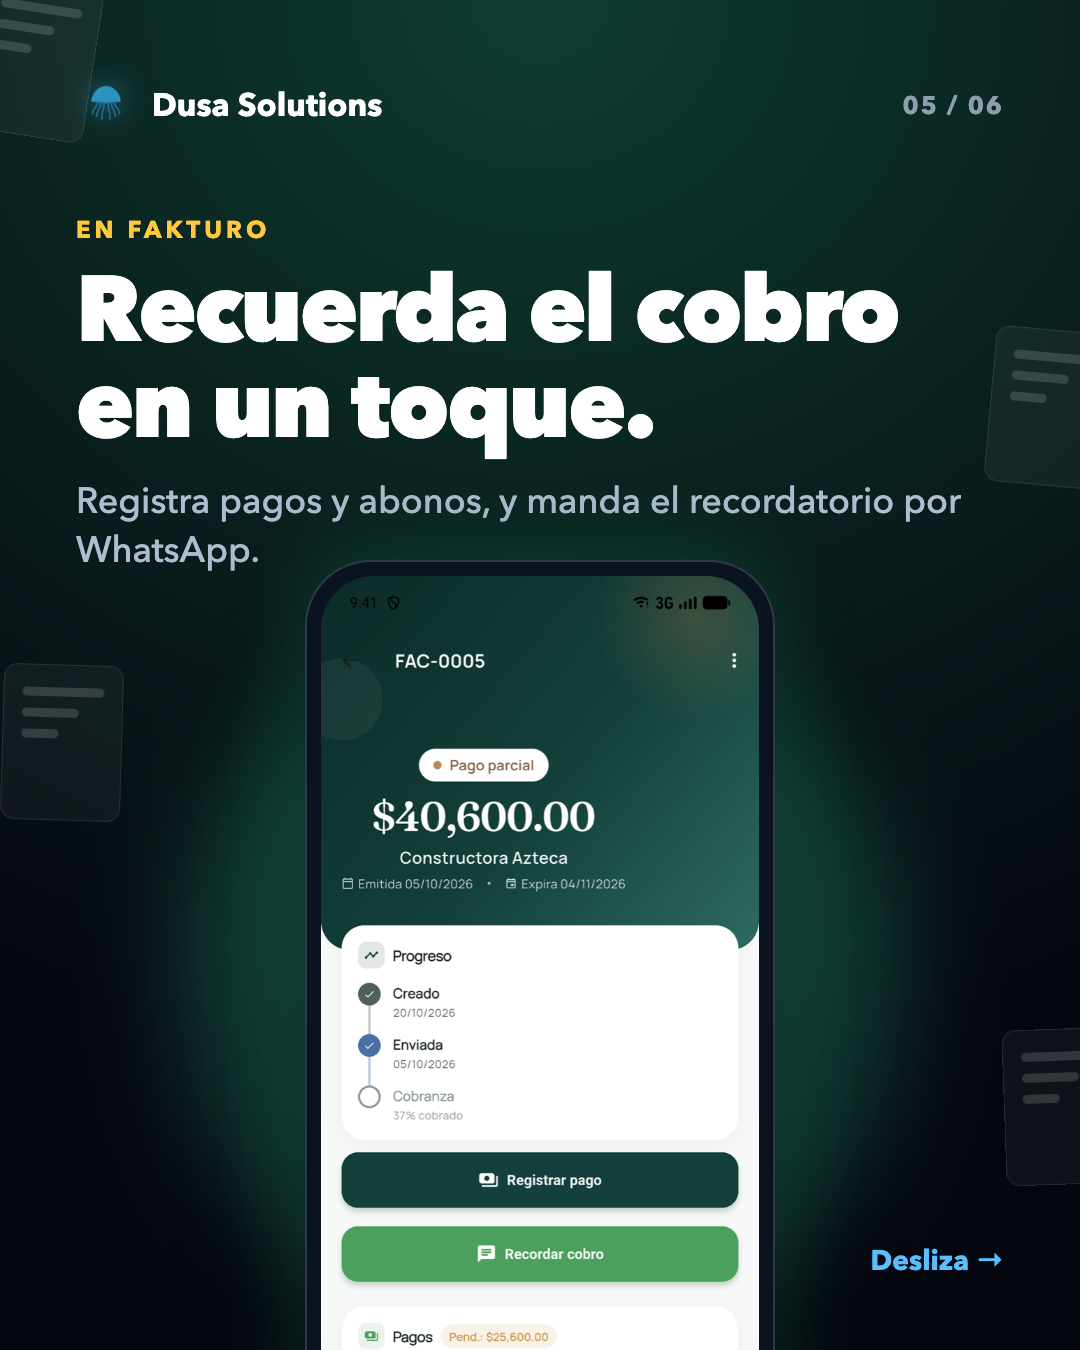 Dusa Solutions
05 / 06
EN FAKTURO
Recuerda el cobro
en un toque.
Registra pagos y abonos, y manda el recordatorio por
WhatsApp.
9:41
3G
FAC-0005
Pago parcial
$40,600.00
Constructora Azteca
Emitida 05/10/2026 • Expira 04/11/2026
Progreso
Creado
20/10/2026
Enviada
05/10/2026
Cobranza
37% cobrado
Registrar pago
Recordar cobro
Desliza →
Pagos
Pend.: $25,600.00